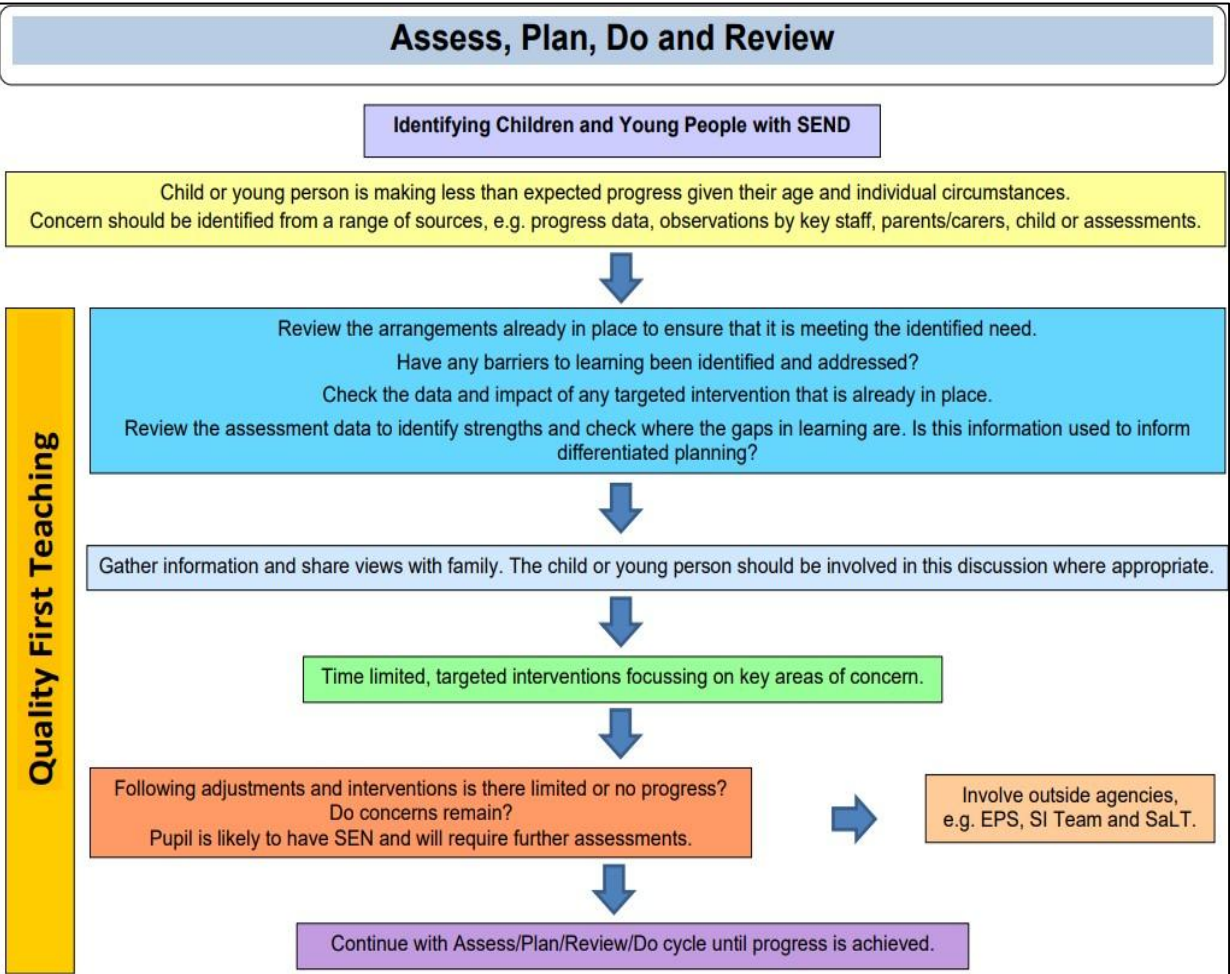 Assess, Plan, Do and Review
Identifying Children and Young People with SEND
Child or young person is making less than expected progress given their age and individual circumstances.
Concern should be identified from a range of sources, e.g. progress data, observations by key staff, parents/carers, child or assessments.
Quality First Teaching
Review the arrangements already in place to ensure that it is meeting the identified need.
Have any barriers to learning been identified and addressed?
Check the data and impact of any targeted intervention that is already in place.
Review the assessment data to identify strengths and check where the gaps in learning are. Is this information used to inform
differentiated planning?
Gather information and share views with family. The child or young person should be involved in this discussion where appropriate.
Time limited, targeted interventions focussing on key areas of concern.
Following adjustments and interventions is there limited or no progress?
Do concerns remain?
Pupil is likely to have SEN and will require further assessments.
Involve outside agencies,
e.g. EPS, SI Team and SaLT.
Continue with Assess/Plan/Review/Do cycle until progress is achieved.